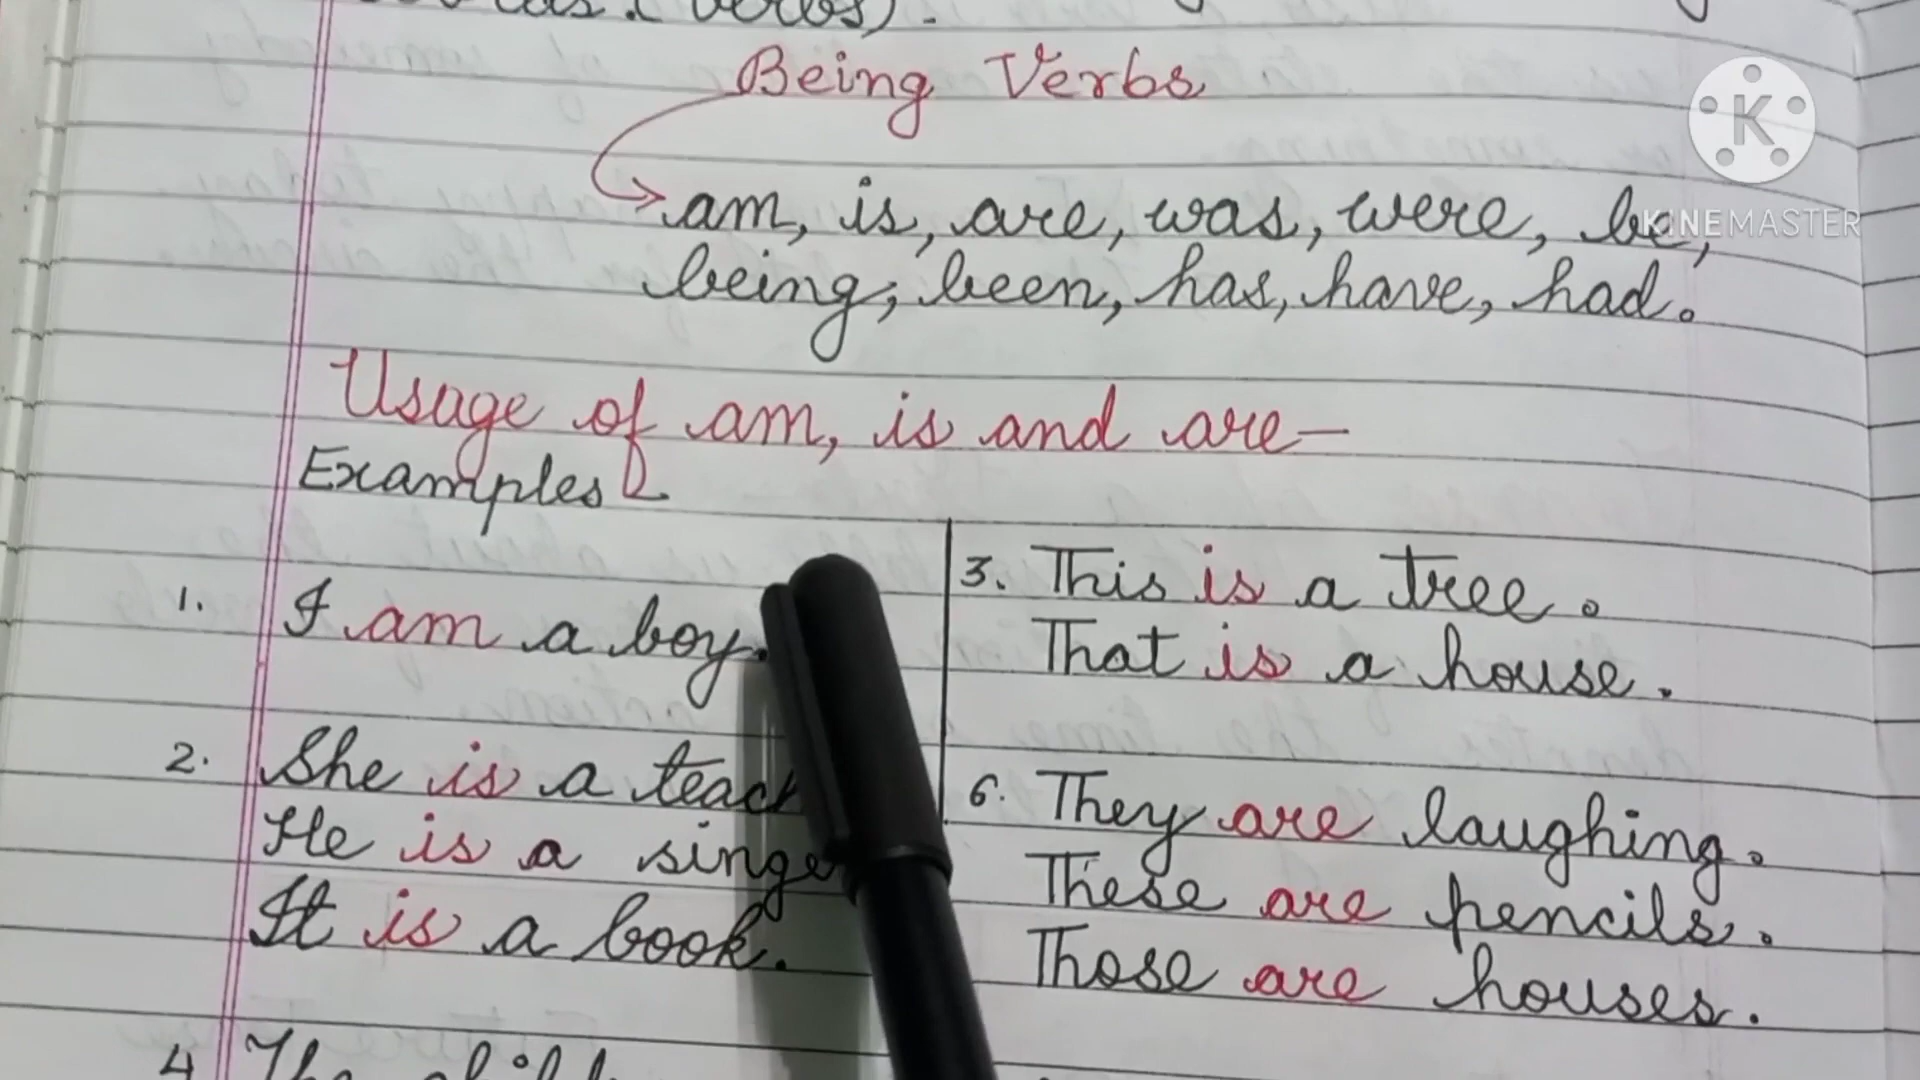 Being Verbs
am, is, are, was, were, be,
being, been, has, have, had.
Usage of am, is and are—
Examples
1. I am a boy.
2. She is a
He is a
It is a book.
3. This is a tree.
That is a house.
6. They are laughing.
These are pencils.
Those are houses.
4
K
KINEMASTER